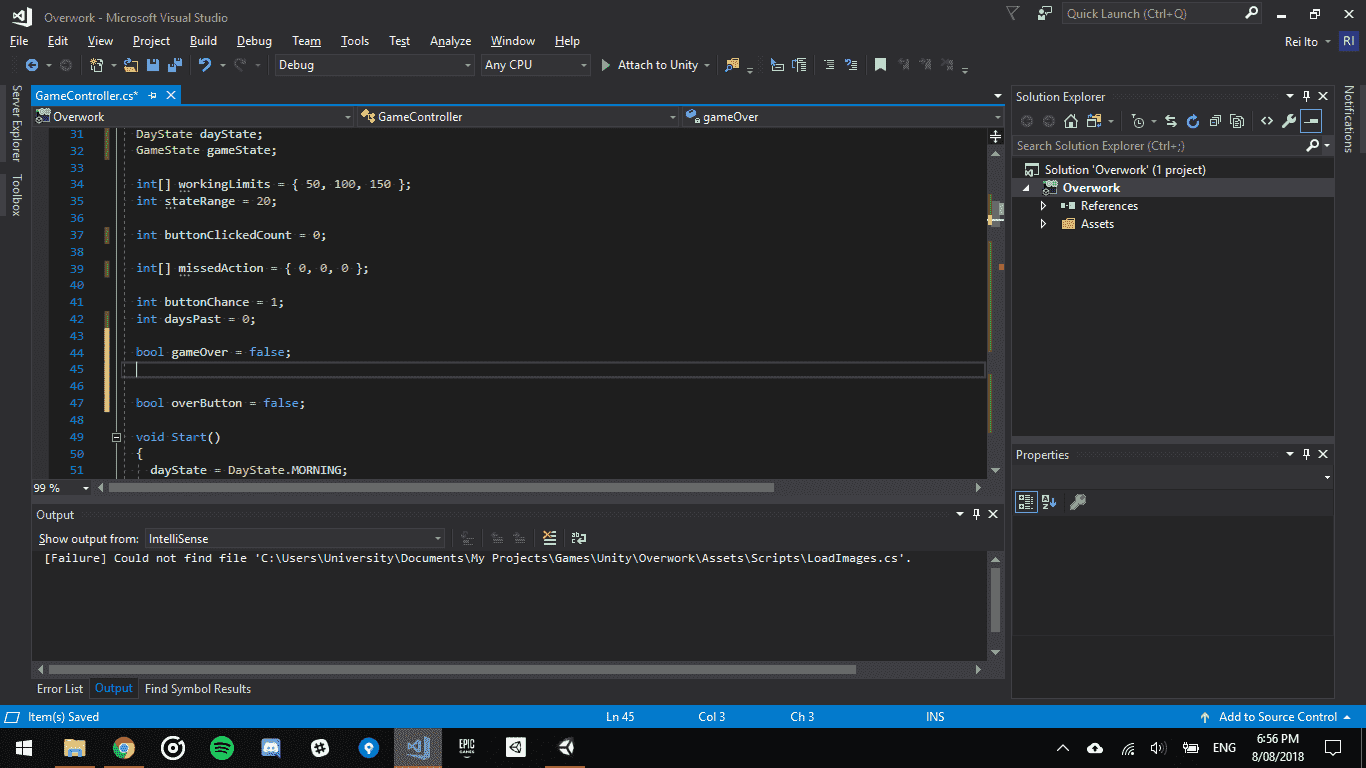 Overwork - Microsoft Visual Studio
Quick Launch (Ctrl+Q)
File Edit View Project Build Debug Team Tools Test Analyze Window Help
Rei Ito RI
Debug Any CPU Attach to Unity
Server Explorer
Toolbox
GameController.cs*
Overwork GameController gameOver
31 DayState dayState;
32 GameState gameState;
33
34 int[] workingLimits = { 50, 100, 150 };
35 int stateRange = 20;
36
37 int buttonClickedCount = 0;
38
39 int[] missedAction = { 0, 0, 0 };
40
41 int buttonChance = 1;
42 int daysPast = 0;
43
44 bool gameOver = false;
45
46
47 bool overButton = false;
48
49 void Start()
50 {
51 dayState = DayState.MORNING;
99 %
Output
Show output from: IntelliSense
[Failure] Could not find file 'C:\Users\University\Documents\My Projects\Games\Unity\Overwork\Assets\Scripts\LoadImages.cs'.
Error List Output Find Symbol Results
Solution Explorer
Search Solution Explorer (Ctrl+;)
Solution 'Overwork' (1 project)
Overwork
References
Assets
Properties
Notifications
Item(s) Saved Ln 45 Col 3 Ch 3 INS Add to Source Control
EPIC GAMES
ENG
6:56 PM
8/08/2018